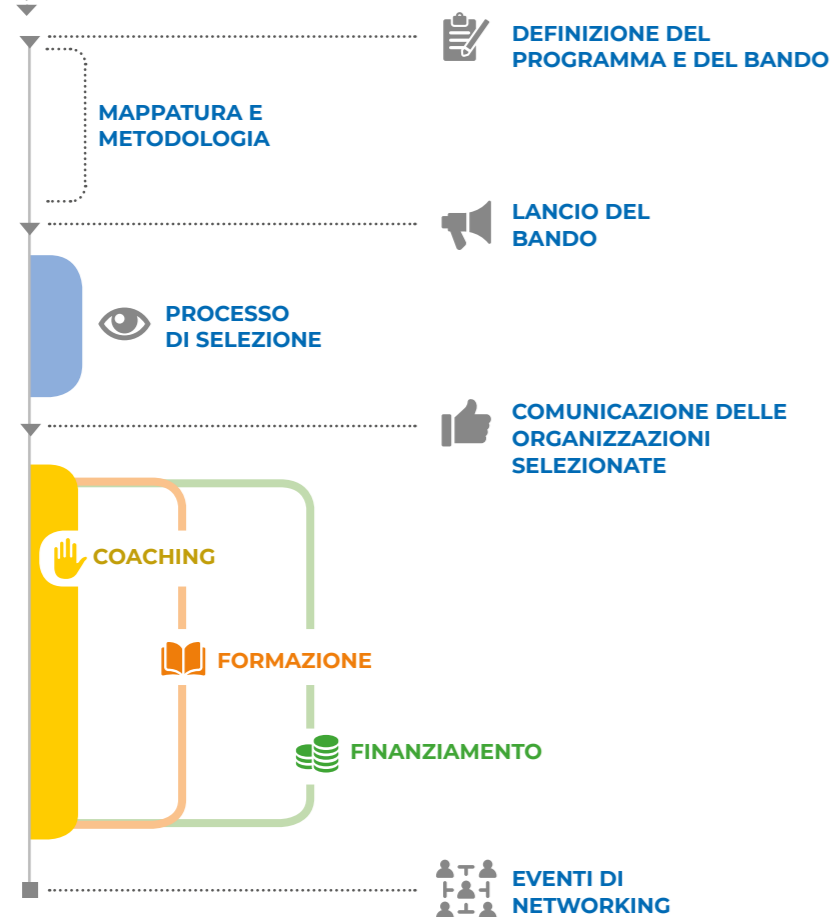 DEFINIZIONE DEL
PROGRAMMA E DEL BANDO
MAPPATURA E
METODOLOGIA
LANCIO DEL
BANDO
PROCESSO
DI SELEZIONE
COMUNICAZIONE DELLE
ORGANIZZAZIONI
SELEZIONATE
COACHING
FORMAZIONE
FINANZIAMENTO
EVENTI DI
NETWORKING